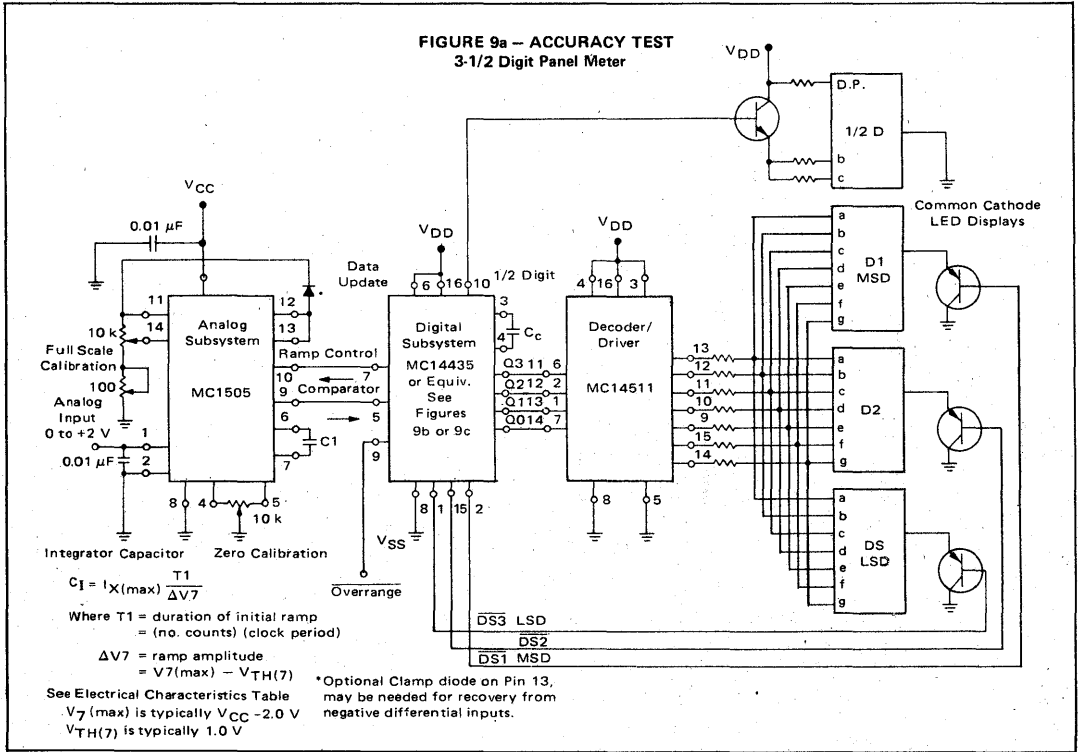 FIGURE 9a – ACCURACY TEST
3-1/2 Digit Panel Meter
VDD
D.P.
1/2 D
b
c
Common Cathode
LED Displays
VCC
0.01 µF
VDD
VDD
Data
Update
6
16
10
1/2 Digit
4
16
3
11
14
12
13
Analog
Subsystem
MC1505
10 k
Full Scale
Calibration
100
Analog
Input
0 to +2 V
0.01 µF
1
2
Ramp Control
10
7
Comparator
9
5
6
C1
7
9
8
4
5
10 k
Digital
Subsystem
MC14435
or Equiv.
See
Figures
9b or 9c
3
4
Cc
Q3 11 6
Q2 12 2
Q1 13 1
Q0 14 7
Decoder/
Driver
MC14511
13
12
11
10
9
15
14
8
5
a
b
c
d
e
f
g
D1
MSD
a
b
c
d
e
f
g
D2
a
b
c
d
e
f
g
DS
LSD
VSS
8
1
15
2
Integrator Capacitor
Zero Calibration
CI = IX(max) T1/ΔV7
Overrange
Where T1 = duration of initial ramp
= (no. counts) (clock period)
ΔV7 = ramp amplitude
= V7(max) – VTH(7)
See Electrical Characteristics Table
V7 (max) is typically VCC -2.0 V
VTH(7) is typically 1.0 V
DS3 LSD
DS2
DS1 MSD
*Optional Clamp diode on Pin 13,
may be needed for recovery from
negative differential inputs.